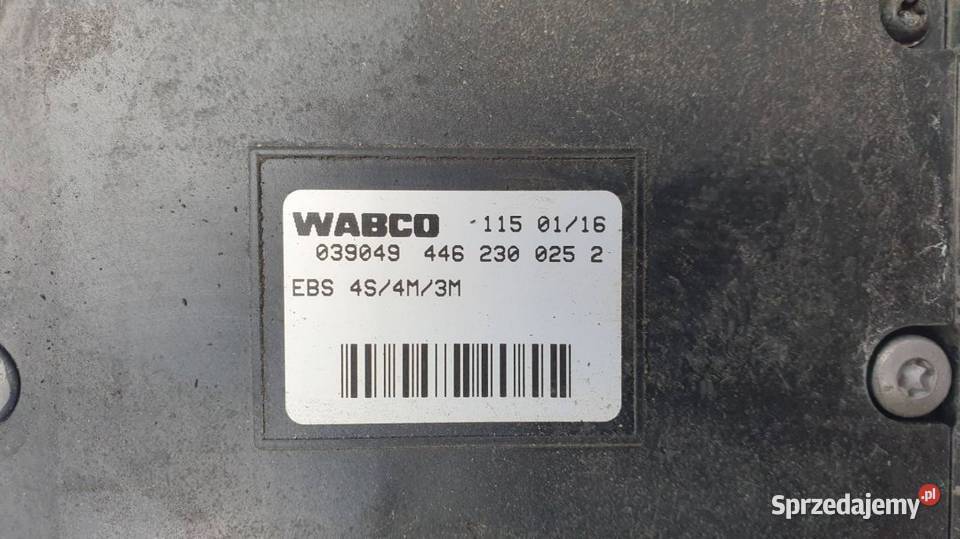 WABCO -115 01/16
039049 446 230 025 2
EBS 4S/4M/3M
Sprzedajemy.pl